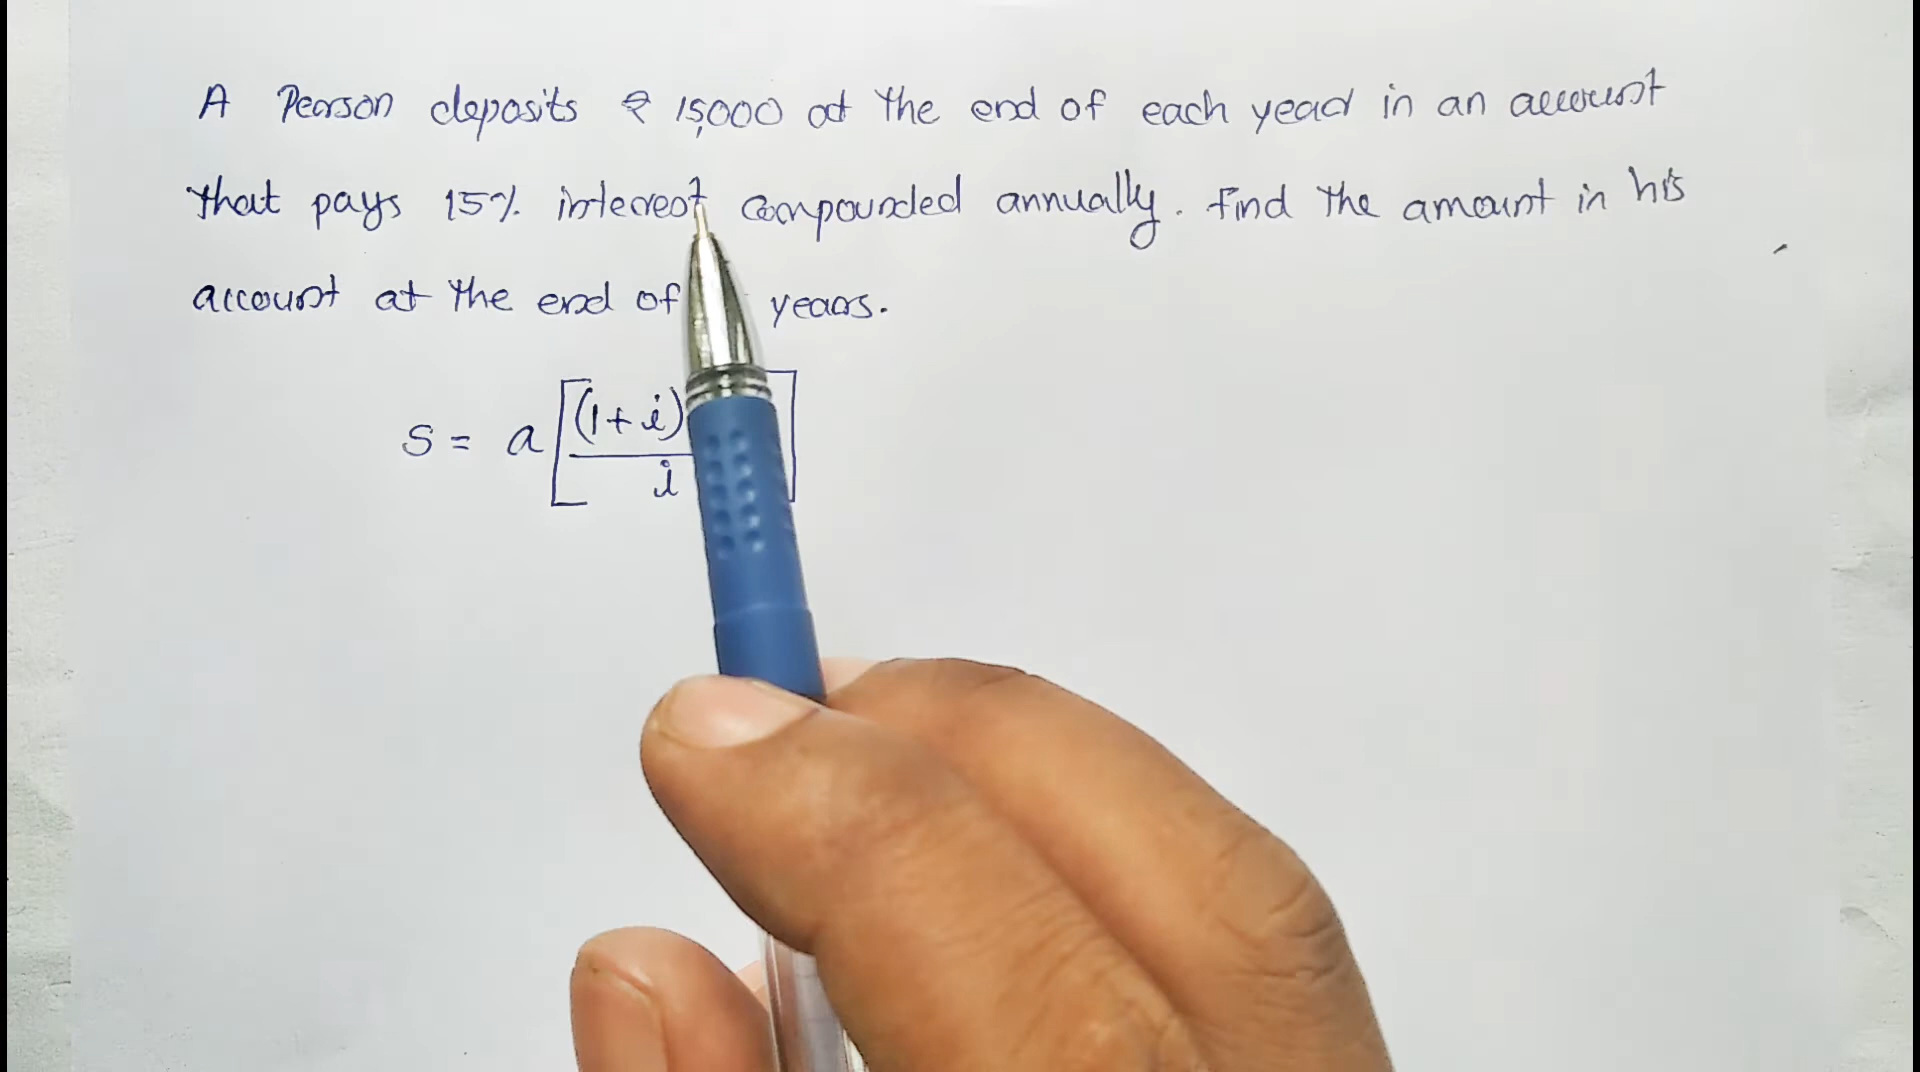 A Person deposits ₹ 15,000 at the end of each year in an account
that pays 15% interest compounded annually. Find the amount in his
account at the end of years.
S = a [ (1+i)
i ]